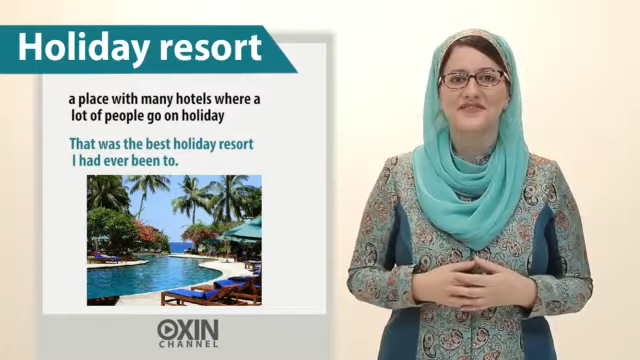 Holiday resort
a place with many hotels where a
lot of people go on holiday
That was the best holiday resort
I had ever been to.
OXIN
CHANNEL